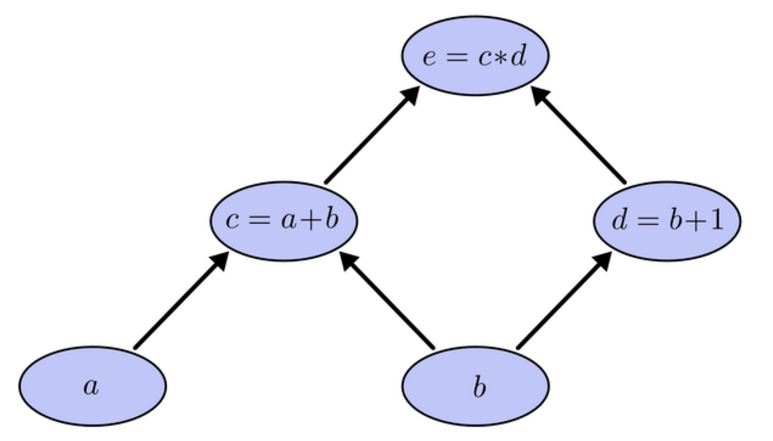 e = c*d
c = a+b
d = b+1
a
b